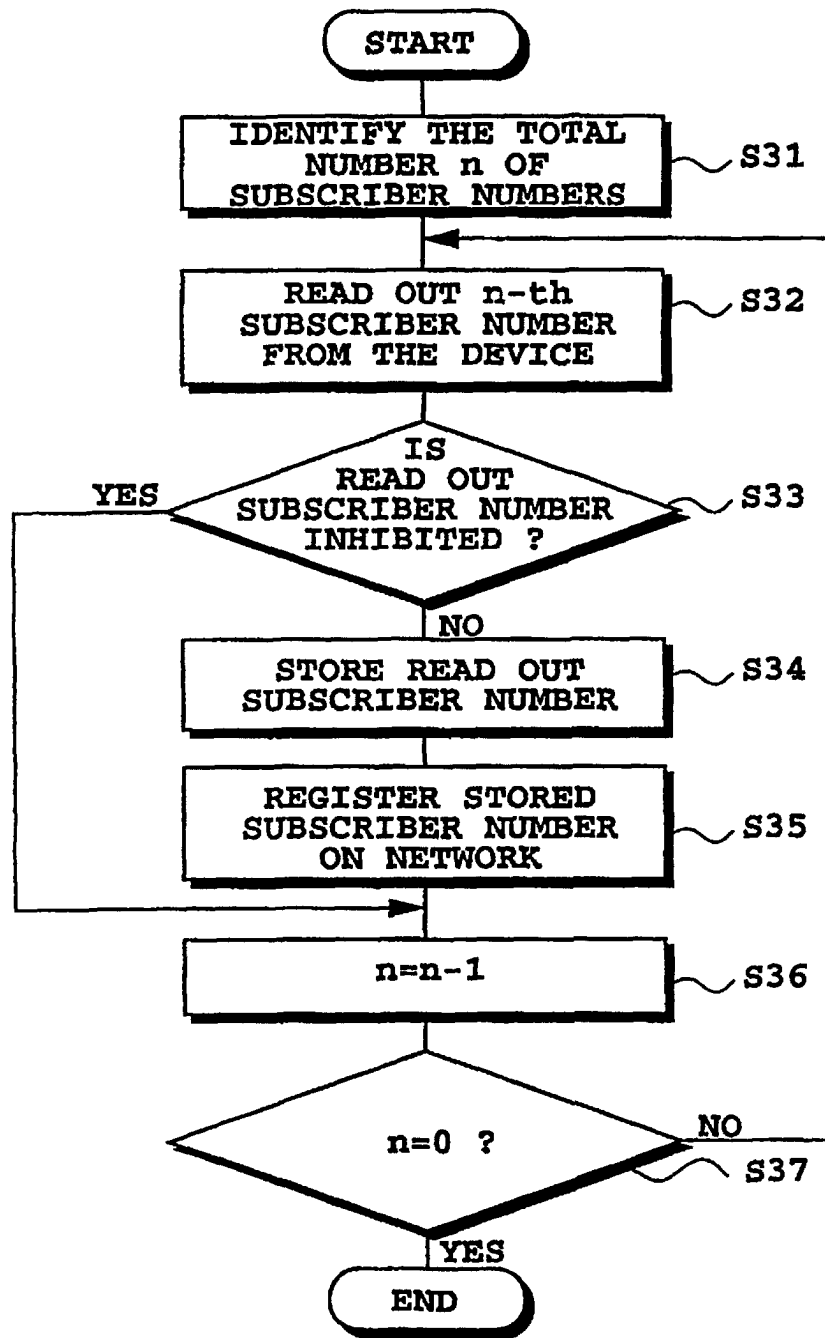 START
IDENTIFY THE TOTAL
NUMBER n OF
SUBSCRIBER NUMBERS
S31
READ OUT n-th
SUBSCRIBER NUMBER
FROM THE DEVICE
S32
IS
READ OUT
SUBSCRIBER NUMBER
INHIBITED ?
YES
S33
NO
STORE READ OUT
SUBSCRIBER NUMBER
S34
REGISTER STORED
SUBSCRIBER NUMBER
ON NETWORK
S35
n=n-1
S36
n=0 ?
NO
S37
YES
END